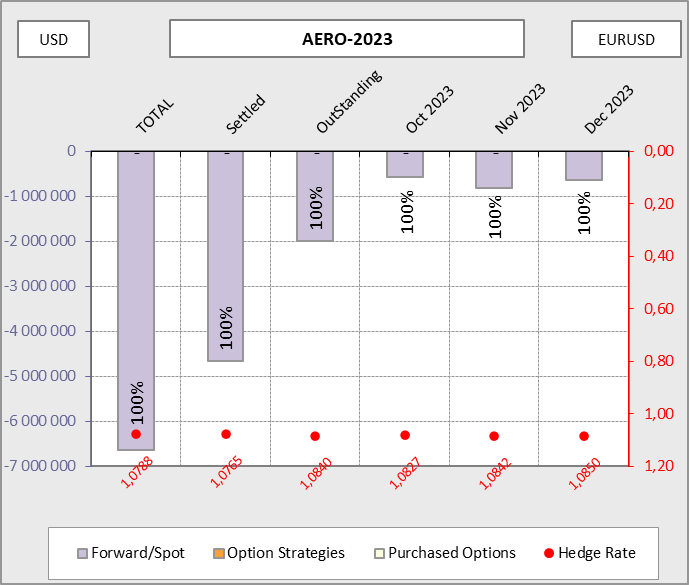 USD
AERO-2023
EURUSD
TOTAL
Settled
OutStanding
Oct 2023
Nov 2023
Dec 2023
0
-1 000 000
-2 000 000
-3 000 000
-4 000 000
-5 000 000
-6 000 000
-7 000 000
100%
100%
100%
100%
100%
100%
0,00
0,20
0,40
0,60
0,80
1,00
1,20
1,0788
1,0765
1,0840
1,0827
1,0842
1,0850
Forward/Spot
Option Strategies
Purchased Options
Hedge Rate